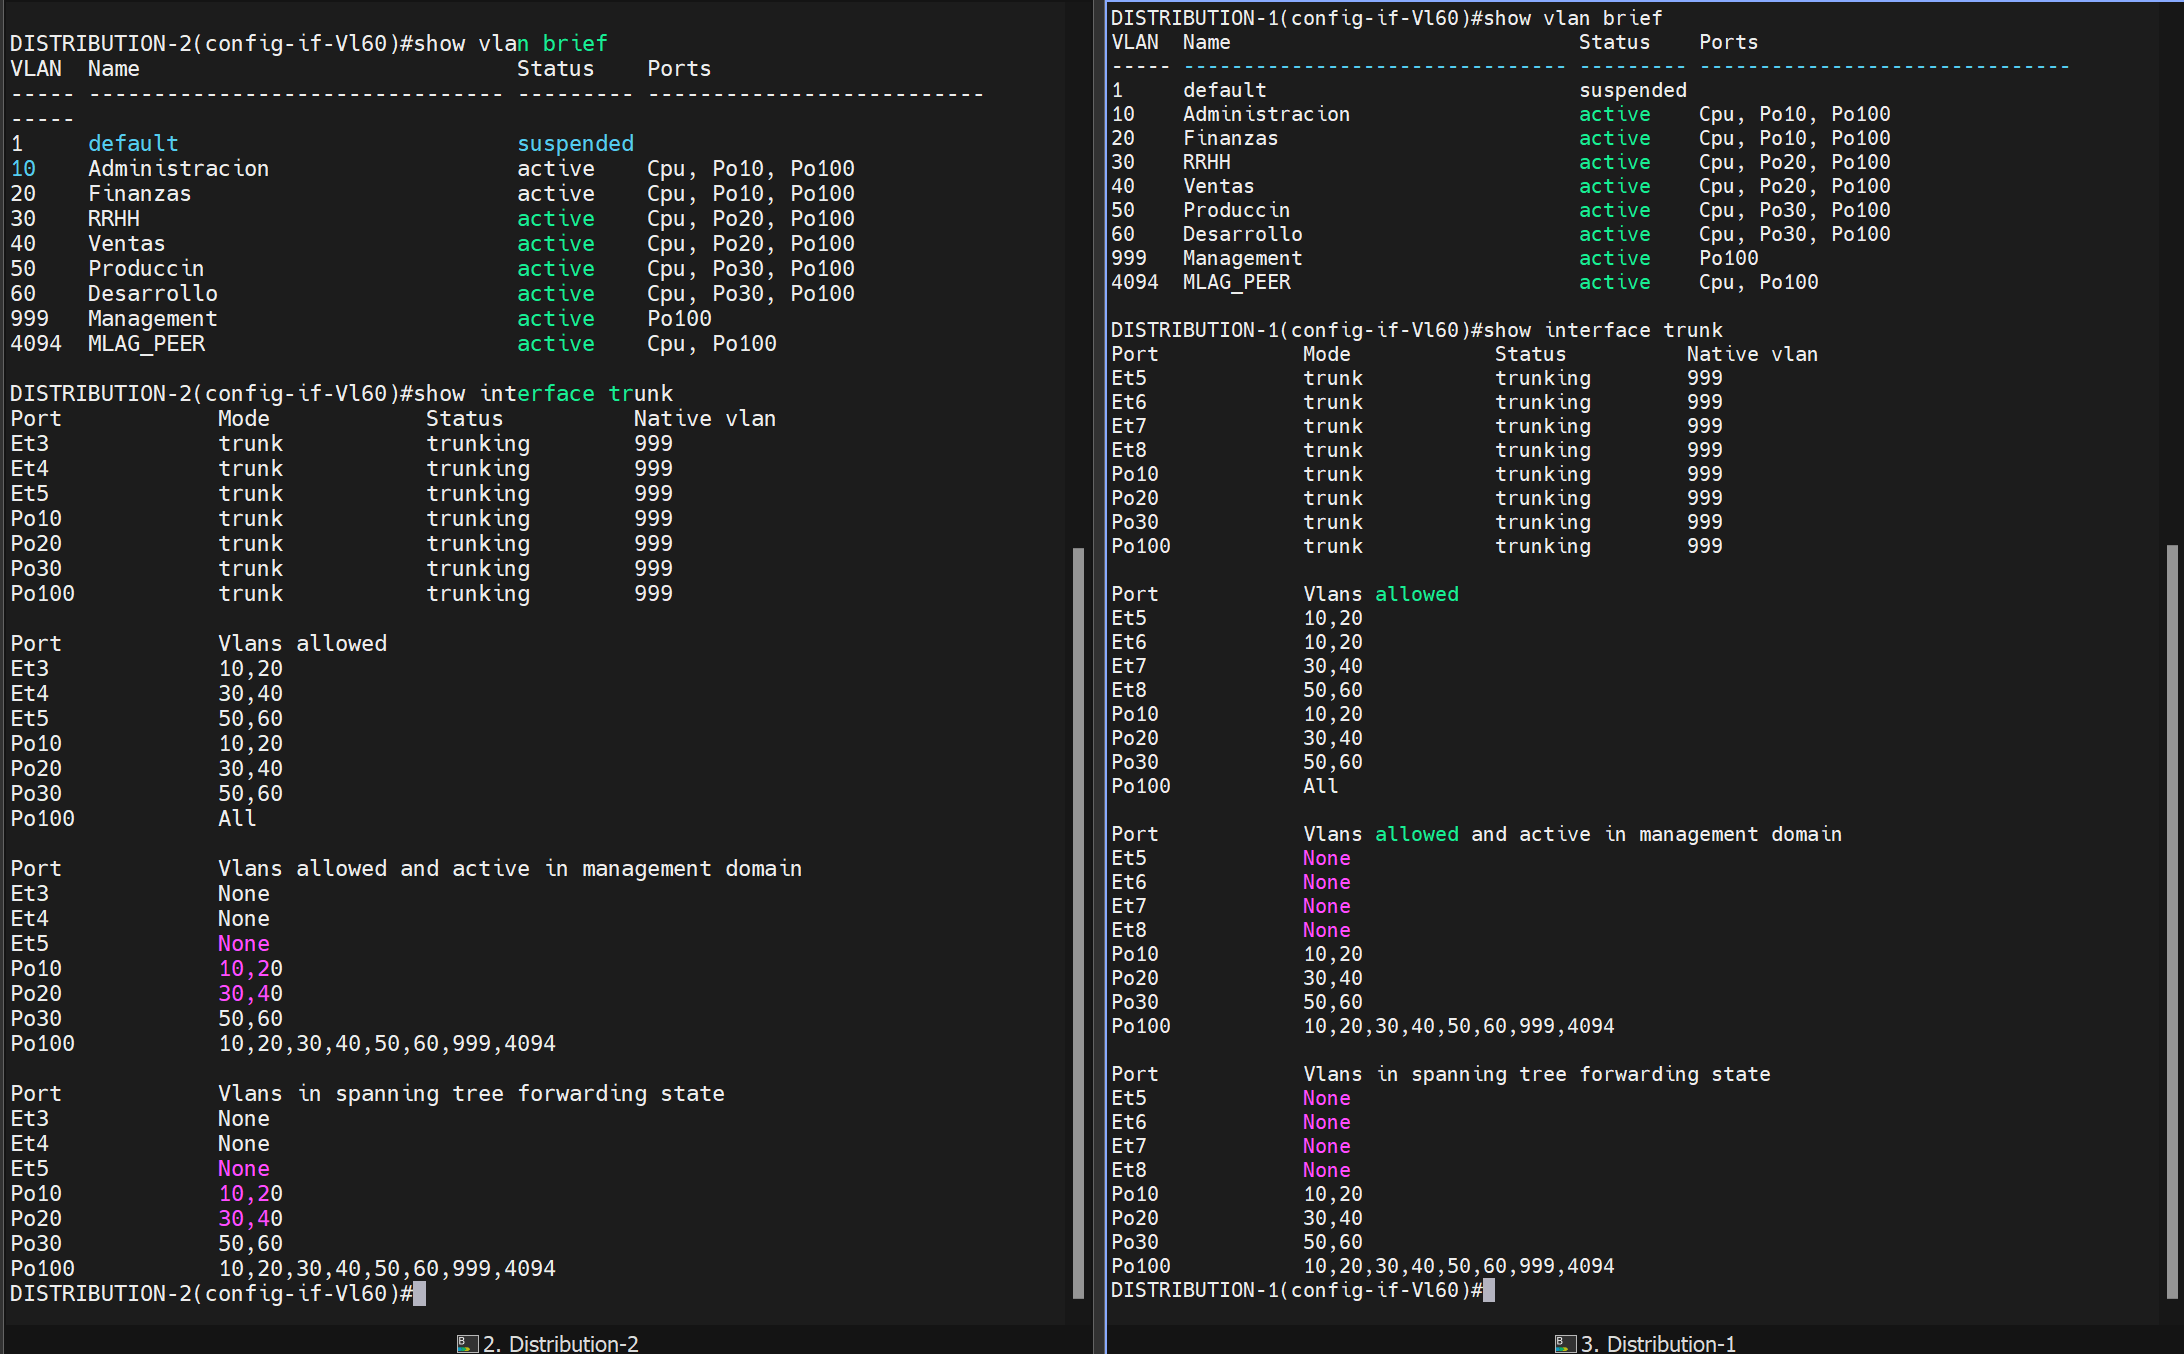 DISTRIBUTION-2(config-if-Vl60)#show vlan brief
VLAN  Name                             Status    Ports
----- -------------------------------- --------- --------------------------
-----
1     default                          suspended
10    Administracion                   active    Cpu, Po10, Po100
20    Finanzas                         active    Cpu, Po10, Po100
30    RRHH                             active    Cpu, Po20, Po100
40    Ventas                           active    Cpu, Po20, Po100
50    Produccin                        active    Cpu, Po30, Po100
60    Desarrollo                       active    Cpu, Po30, Po100
999   Management                       active    Po100
4094  MLAG_PEER                        active    Cpu, Po100

DISTRIBUTION-2(config-if-Vl60)#show interface trunk
Port            Mode            Status          Native vlan
Et3             trunk           trunking        999
Et4             trunk           trunking        999
Et5             trunk           trunking        999
Po10            trunk           trunking        999
Po20            trunk           trunking        999
Po30            trunk           trunking        999
Po100           trunk           trunking        999

Port            Vlans allowed
Et3             10,20
Et4             30,40
Et5             50,60
Po10            10,20
Po20            30,40
Po30            50,60
Po100           All

Port            Vlans allowed and active in management domain
Et3             None
Et4             None
Et5             None
Po10            10,20
Po20            30,40
Po30            50,60
Po100           10,20,30,40,50,60,999,4094

Port            Vlans in spanning tree forwarding state
Et3             None
Et4             None
Et5             None
Po10            10,20
Po20            30,40
Po30            50,60
Po100           10,20,30,40,50,60,999,4094
DISTRIBUTION-2(config-if-Vl60)#
2. Distribution-2
DISTRIBUTION-1(config-if-Vl60)#show vlan brief
VLAN  Name                             Status    Ports
----- -------------------------------- --------- -------------------------------
1     default                          suspended
10    Administracion                   active    Cpu, Po10, Po100
20    Finanzas                         active    Cpu, Po10, Po100
30    RRHH                             active    Cpu, Po20, Po100
40    Ventas                           active    Cpu, Po20, Po100
50    Produccin                        active    Cpu, Po30, Po100
60    Desarrollo                       active    Cpu, Po30, Po100
999   Management                       active    Po100
4094  MLAG_PEER                        active    Cpu, Po100

DISTRIBUTION-1(config-if-Vl60)#show interface trunk
Port            Mode            Status          Native vlan
Et5             trunk           trunking        999
Et6             trunk           trunking        999
Et7             trunk           trunking        999
Et8             trunk           trunking        999
Po10            trunk           trunking        999
Po20            trunk           trunking        999
Po30            trunk           trunking        999
Po100           trunk           trunking        999

Port            Vlans allowed
Et5             10,20
Et6             10,20
Et7             30,40
Et8             50,60
Po10            10,20
Po20            30,40
Po30            50,60
Po100           All

Port            Vlans allowed and active in management domain
Et5             None
Et6             None
Et7             None
Et8             None
Po10            10,20
Po20            30,40
Po30            50,60
Po100           10,20,30,40,50,60,999,4094

Port            Vlans in spanning tree forwarding state
Et5             None
Et6             None
Et7             None
Et8             None
Po10            10,20
Po20            30,40
Po30            50,60
Po100           10,20,30,40,50,60,999,4094
DISTRIBUTION-1(config-if-Vl60)#
3. Distribution-1